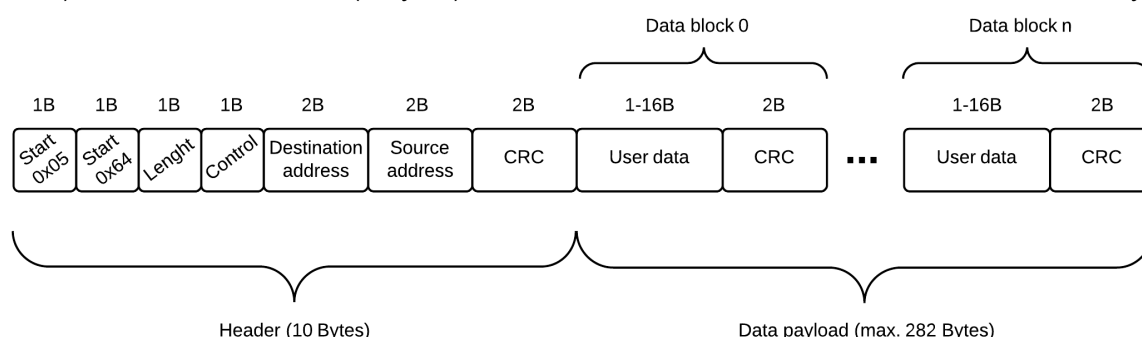 Data block 0
Data block n
1B
1B
1B
1B
2B
2B
2B
1-16B
2B
1-16B
2B
Start
0x05
Start
0x64
Lenght
Control
Destination
address
Source
address
CRC
User data
CRC
...
User data
CRC
Header (10 Bytes)
Data payload (max. 282 Bytes)